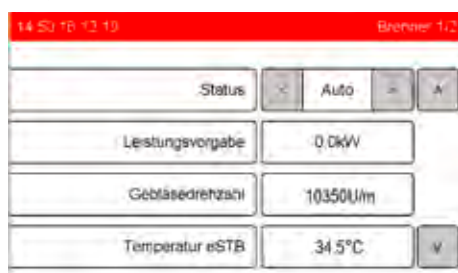 Brenner 1/2
Status < Auto > ʌ
Leistungsvorgabe 0.0kW
Gebläsedrehzahl 10350U/m
Temperatur eSTB 34.5°C v